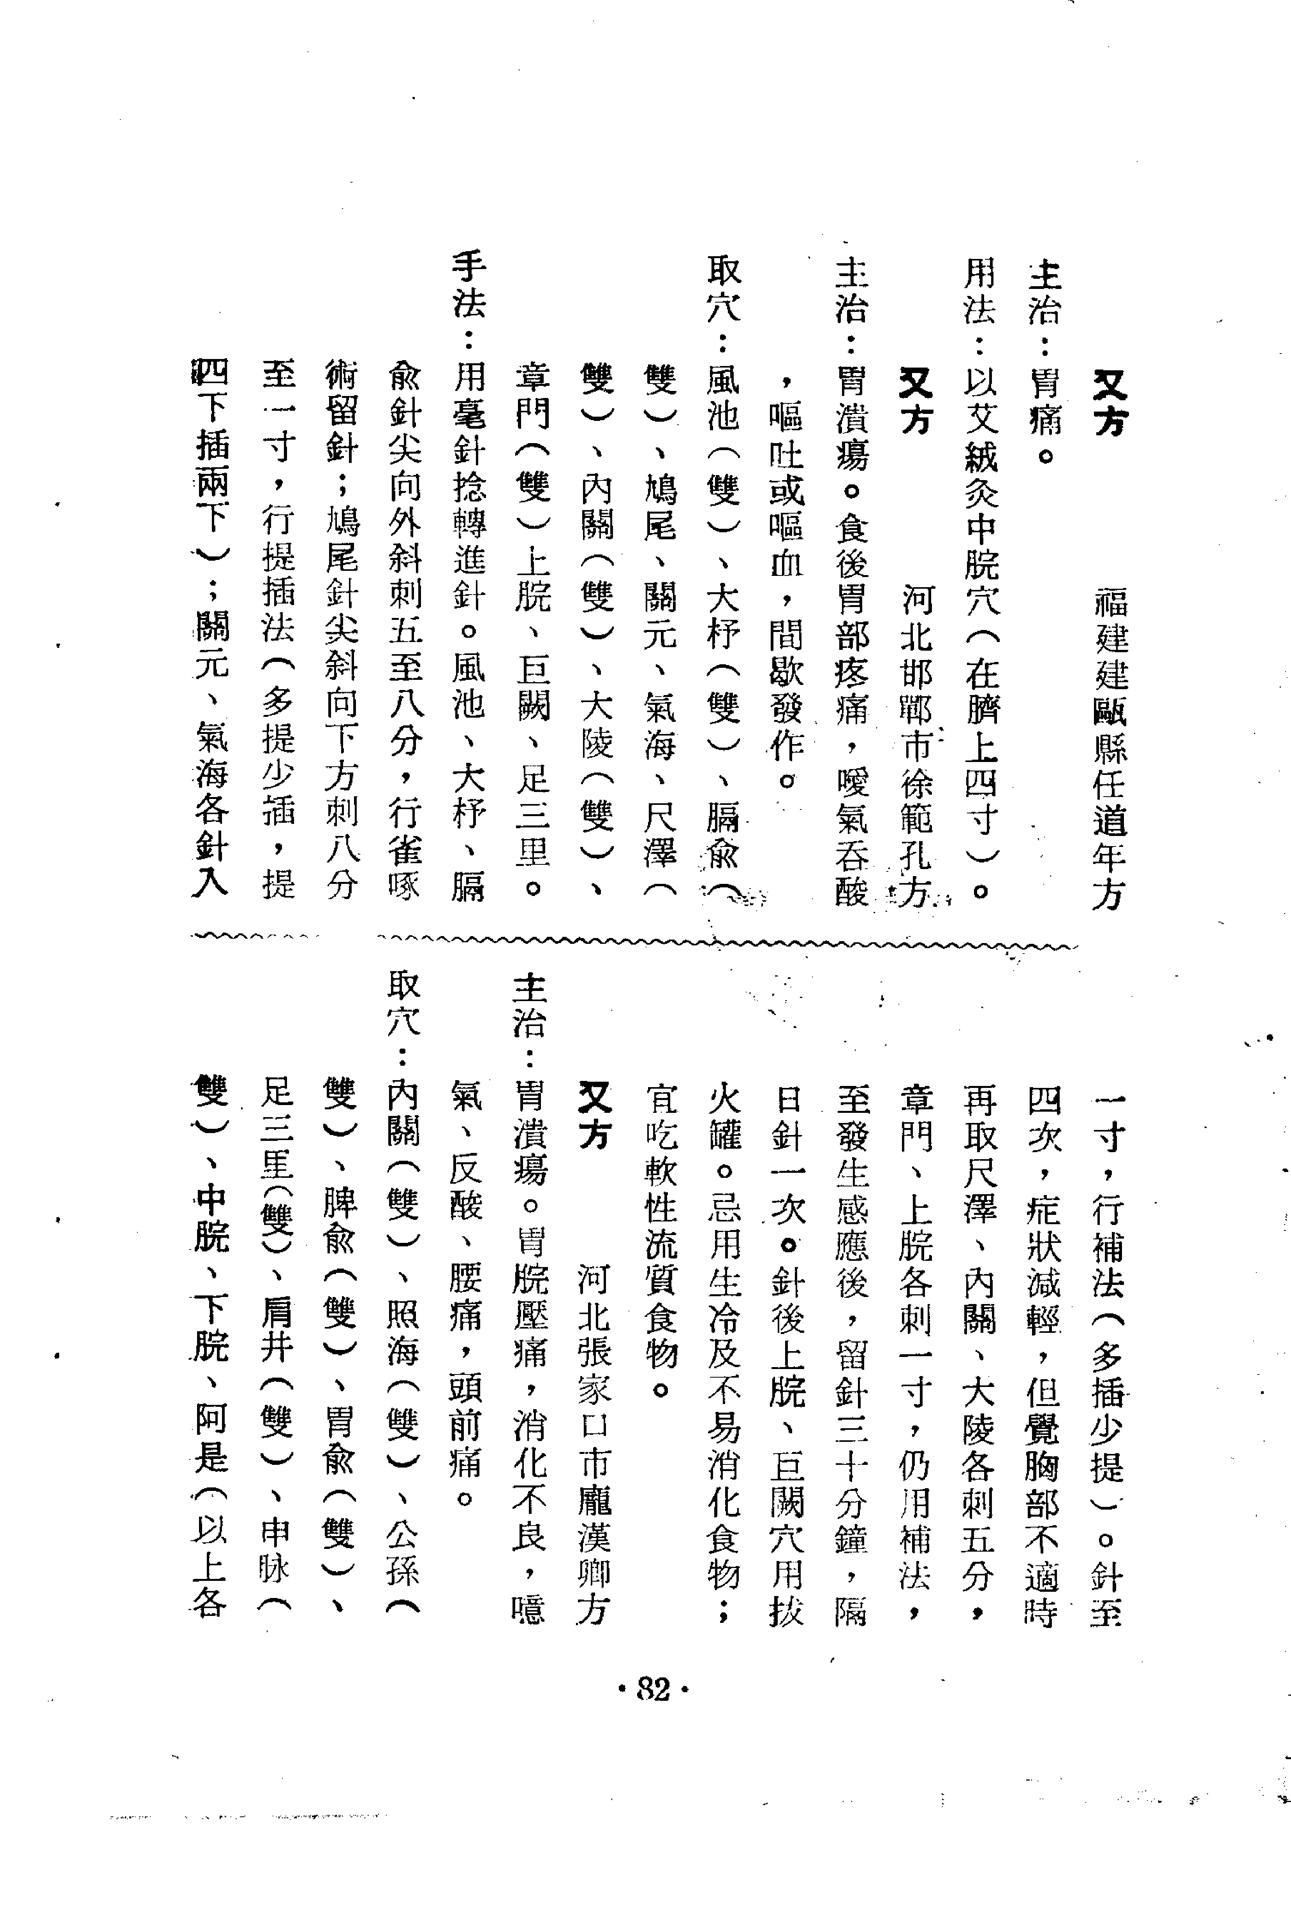 又方　福建建甌縣任道年方
主治：胃痛。
用法：以艾絨灸中脘穴（在臍上四寸）。
又方　河北邯鄲市徐範孔方
主治：胃潰瘍。食後胃部疼痛，噯氣吞酸
，嘔吐或嘔血，間歇發作。
取穴：風池（雙）、大杼（雙）、膈俞（
雙）、鳩尾、關元、氣海、尺澤（
雙）、內關（雙）、大陵（雙）、
章門（雙）上脘、巨闕、足三里。
手法：用毫針捻轉進針。風池、大杼、膈
俞針尖向外斜刺五至八分，行雀啄
術留針；鳩尾針尖斜向下方刺八分
至一寸，行提插法（多提少插，提
四下插兩下）；關元、氣海各針入
一寸，行補法（多插少提）。針至
四次，症狀減輕，但覺胸部不適時
再取尺澤、內關、大陵各刺五分，
章門、上脘各刺一寸，仍用補法，
至發生感應後，留針三十分鐘，隔
日針一次。針後上脘、巨闕穴用拔
火罐。忌用生冷及不易消化食物；
宜吃軟性流質食物。
又方　河北張家口市龐漢卿方
主治：胃潰瘍。胃脘壓痛，消化不良，噫
氣、反酸、腰痛，頭前痛。
取穴：內關（雙）、照海（雙）、公孫（
雙）、脾俞（雙）、胃俞（雙）、
足三里（雙）、肩井（雙）、申脉（
雙）、中脘、下脘、阿是（以上各
·82·